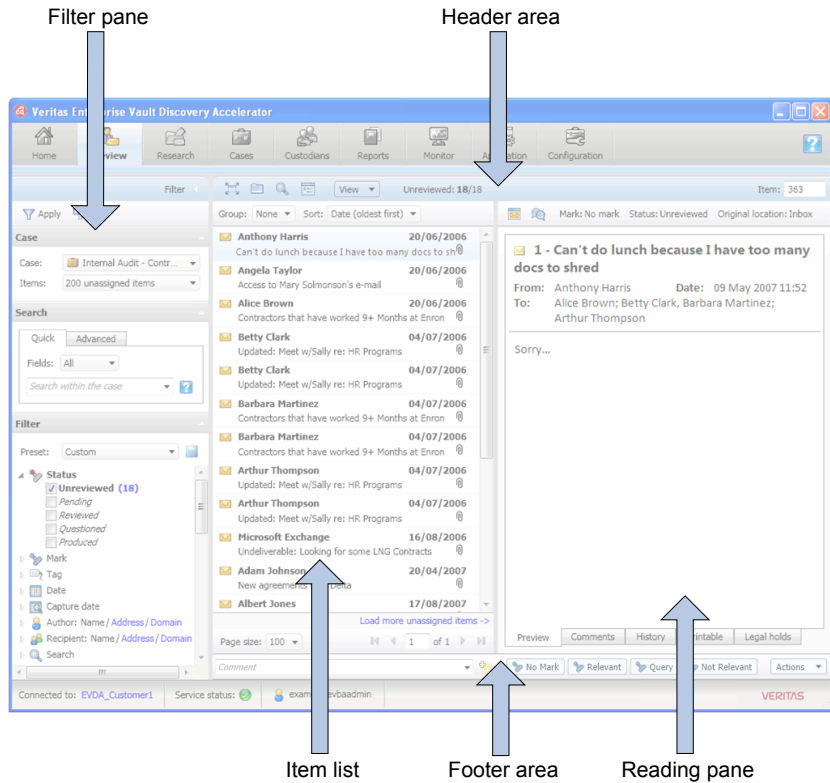 Filter pane
Header area
Veritas Enterprise Vault Discovery Accelerator
Home
Review
Research
Cases
Custodians
Reports
Monitor
Configuration
Filter
View
Unreviewed: 18/18
Item: 363
Apply
Group: None
Sort: Date (oldest first)
Mark: No mark
Status: Unreviewed
Original location: Inbox
Case
Case: Internal Audit - Contr...
Items: 200 unassigned items
Search
Quick
Advanced
Fields: All
Search within the case
Filter
Preset: Custom
Status
Unreviewed (18)
Pending
Reviewed
Questioned
Produced
Mark
Tag
Date
Capture date
Author: Name / Address / Domain
Recipient: Name / Address / Domain
Search
Anthony Harris 20/06/2006
Can't do lunch because I have too many docs to sh
Angela Taylor 20/06/2006
Access to Mary Solmonson's e-mail
Alice Brown 20/06/2006
Contractors that have worked 9+ Months at Enron
Betty Clark 04/07/2006
Updated: Meet w/Sally re: HR Programs
Betty Clark 04/07/2006
Updated: Meet w/Sally re: HR Programs
Barbara Martinez 04/07/2006
Contractors that have worked 9+ Months at Enron
Barbara Martinez 04/07/2006
Contractors that have worked 9+ Months at Enron
Arthur Thompson 04/07/2006
Updated: Meet w/Sally re: HR Programs
Arthur Thompson 04/07/2006
Updated: Meet w/Sally re: HR Programs
Microsoft Exchange 16/08/2006
Undeliverable: Looking for some LNG Contracts
Adam Johnson 20/04/2007
New agreements Delta
Albert Jones 17/08/2007
Load more unassigned items ->
Page size: 100
1 of 1
1 - Can't do lunch because I have too many
docs to shred
From: Anthony Harris Date: 09 May 2007 11:52
To: Alice Brown; Betty Clark, Barbara Martinez;
Arthur Thompson
Sorry...
Preview
Comments
History
Printable
Legal holds
Comment
No Mark
Relevant
Query
Not Relevant
Actions
Connected to: EVDA_Customer1
Service status:
VERITAS
Item list
Footer area
Reading pane